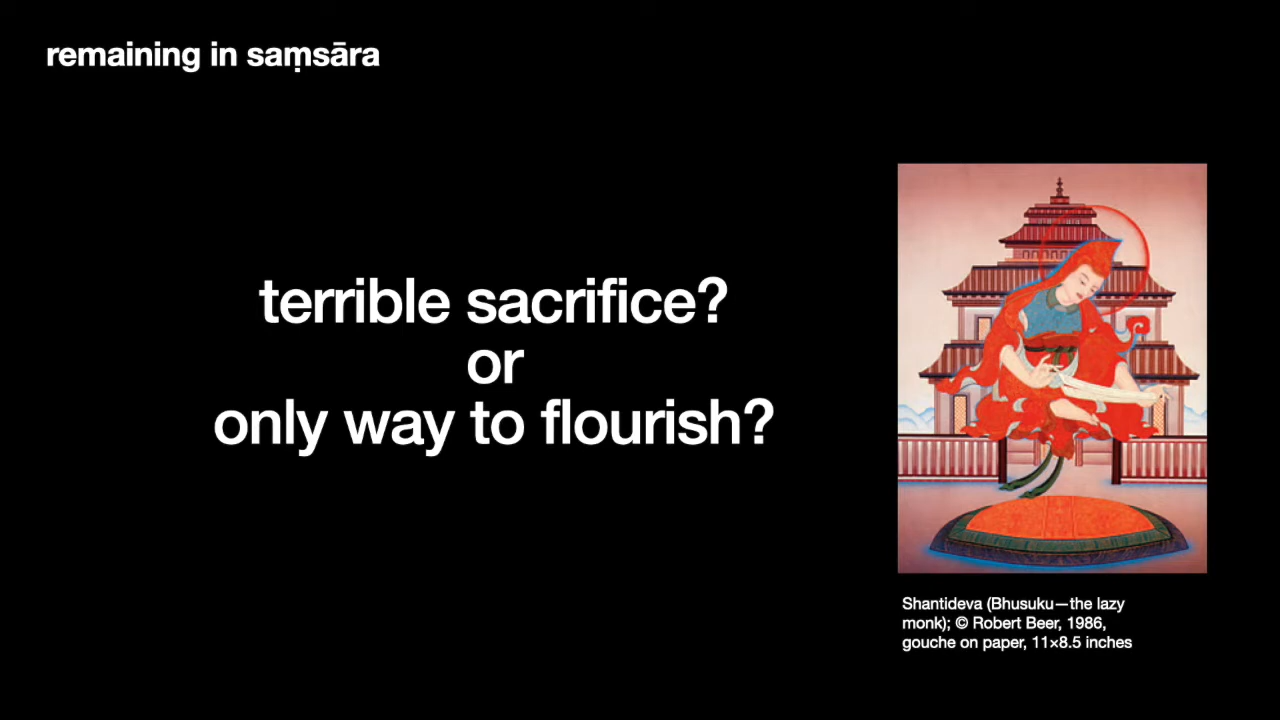 remaining in saṃsāra
terrible sacrifice?
or
only way to flourish?
Shantideva (Bhusuku—the lazy
monk); © Robert Beer, 1986,
gouche on paper, 11×8.5 inches